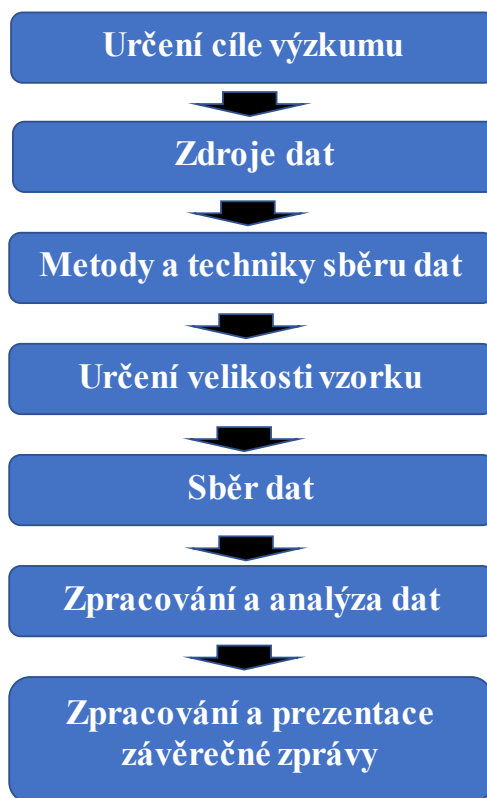 Určení cíle výzkumu
Zdroje dat
Metody a techniky sběru dat
Určení velikosti vzorku
Sběr dat
Zpracování a analýza dat
Zpracování a prezentace
závěrečné zprávy